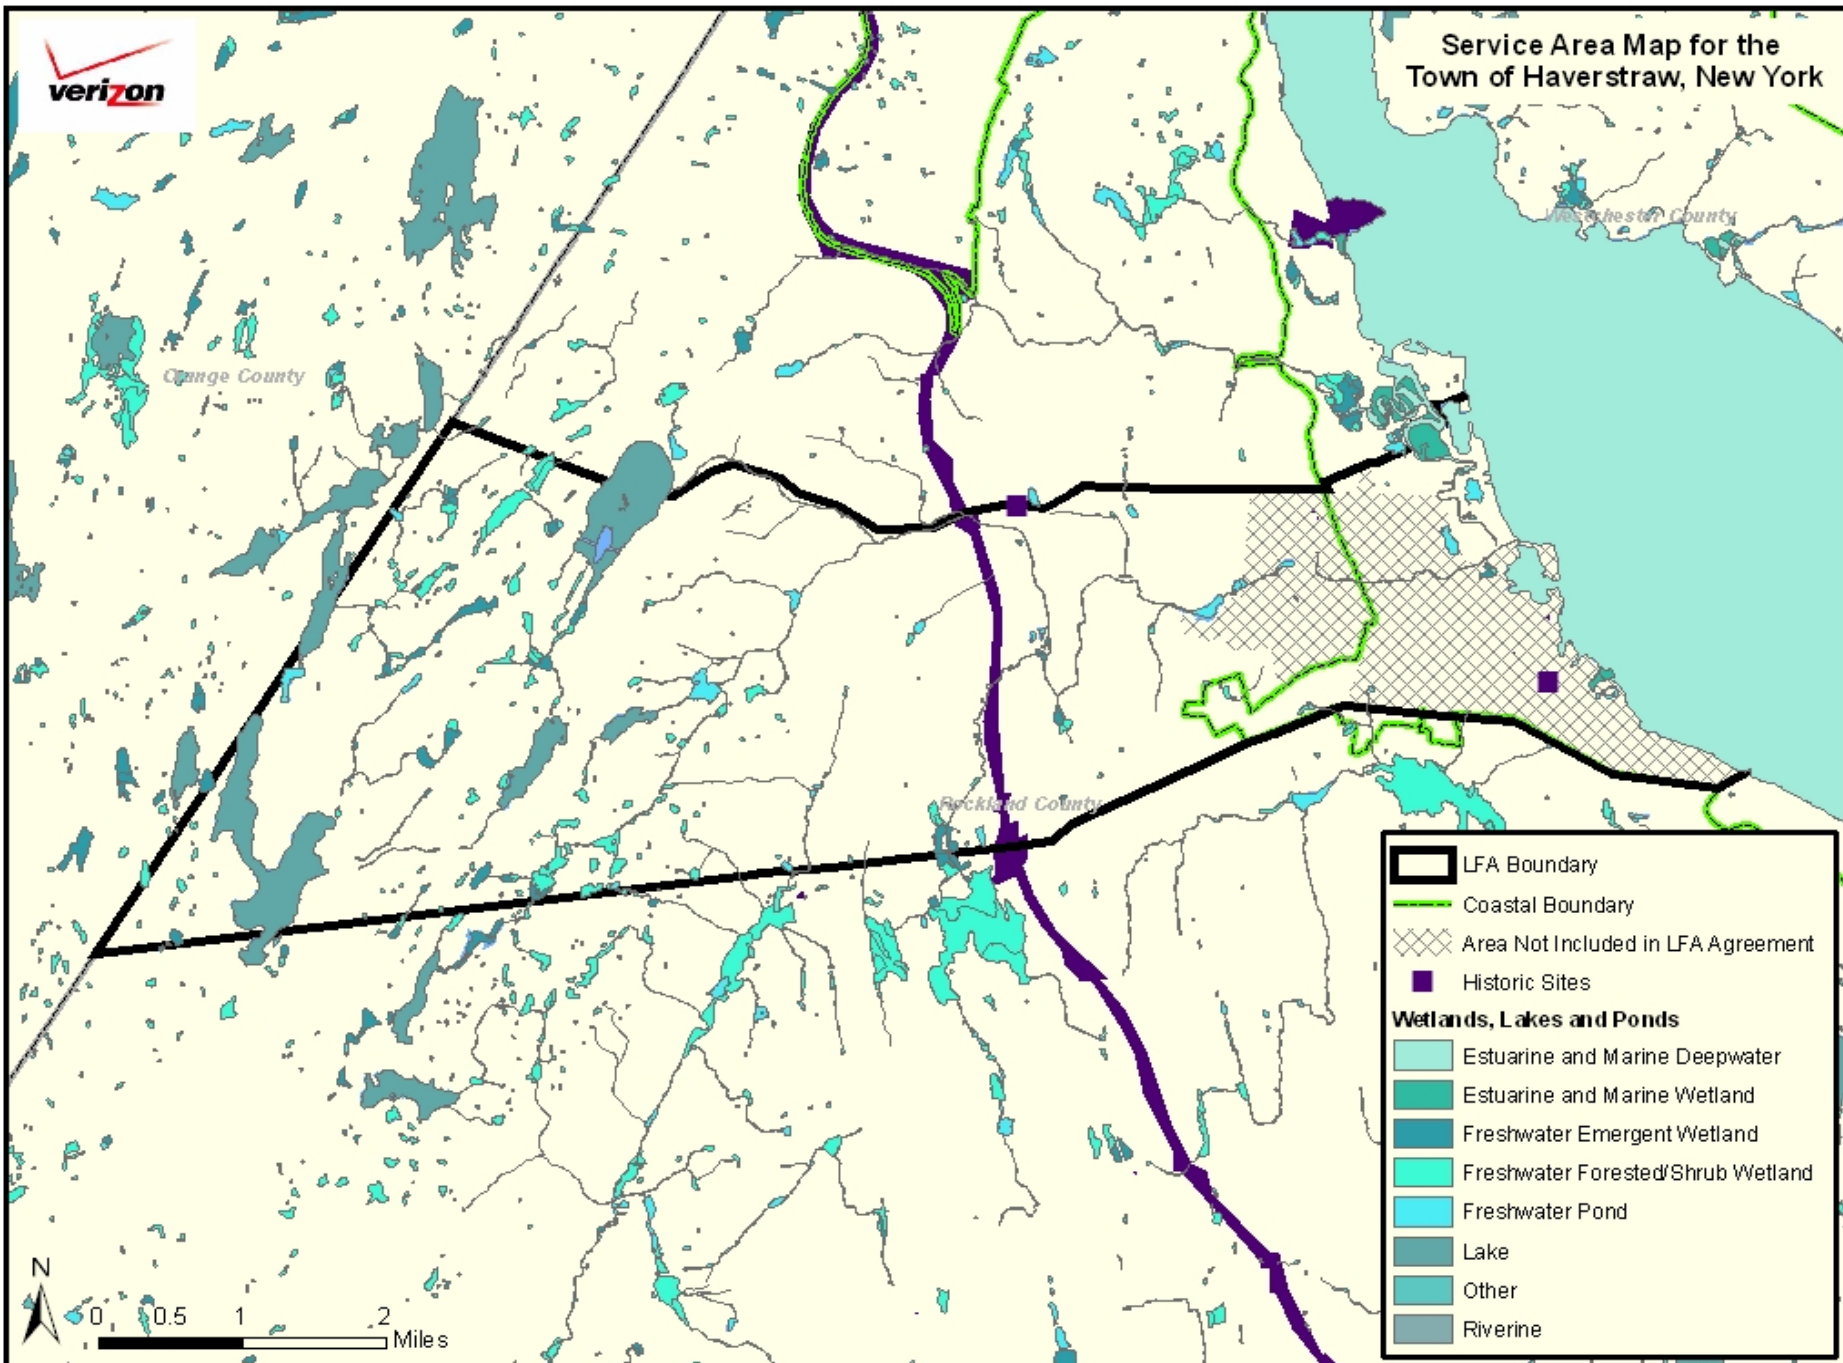 verizon
Service Area Map for the
Town of Haverstraw, New York
Westchester County
Orange County
Rockland County
LFA Boundary
Coastal Boundary
Area Not Included in LFA Agreement
Historic Sites
Wetlands, Lakes and Ponds
Estuarine and Marine Deepwater
Estuarine and Marine Wetland
Freshwater Emergent Wetland
Freshwater Forested/Shrub Wetland
Freshwater Pond
Lake
Other
Riverine
N
0 0.5 1 2
Miles